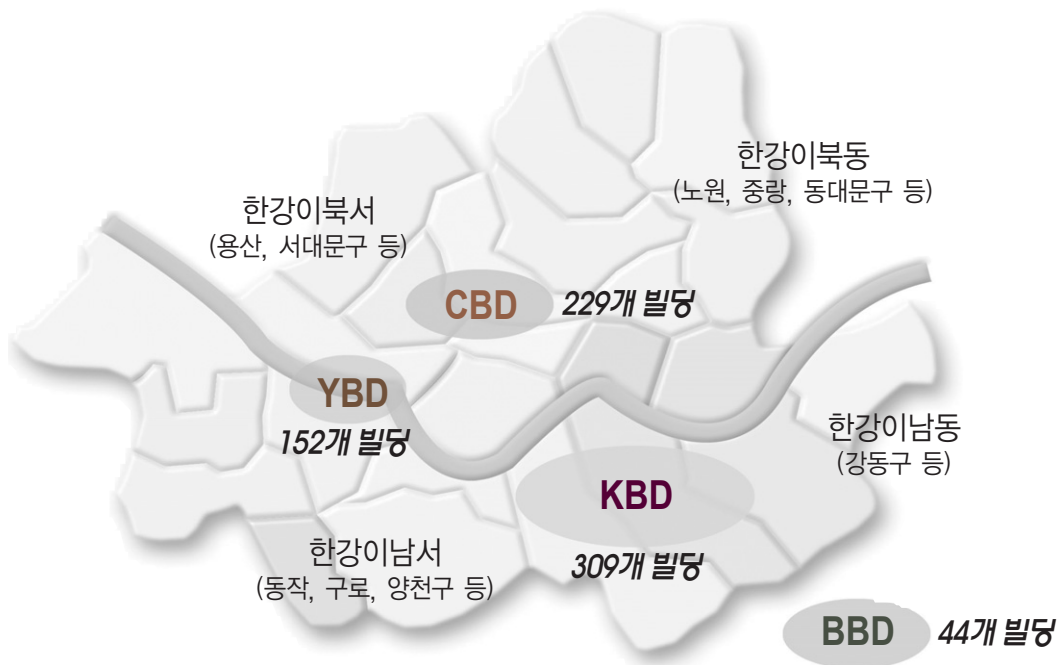 한강이북동
(노원, 중랑, 동대문구 등)
한강이북서
(용산, 서대문구 등)
CBD
229개 빌딩
YBD
152개 빌딩
한강이남동
(강동구 등)
KBD
309개 빌딩
한강이남서
(동작, 구로, 양천구 등)
BBD
44개 빌딩